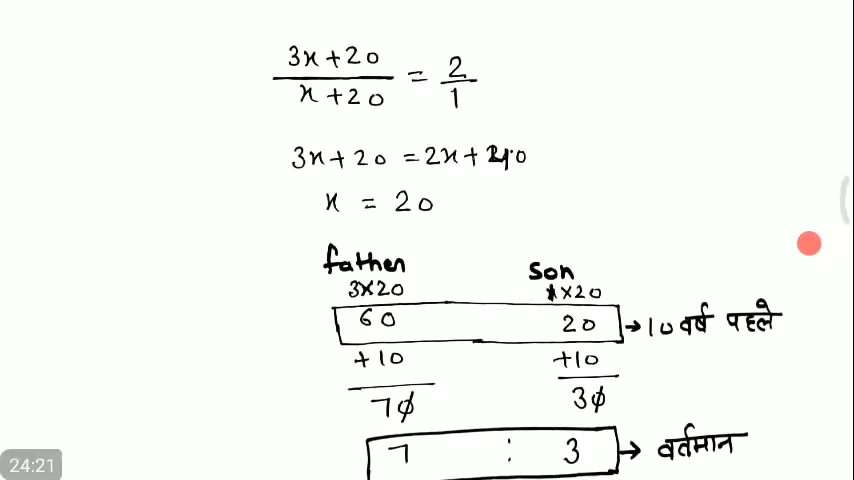 3x+20 / x+20 = 2/1
3x+20 = 2x+40
x = 20
father son
3×20 1×20
60 20 → 10 वर्ष पहले
+10 +10
70 30
7 : 3 → वर्तमान
24:21